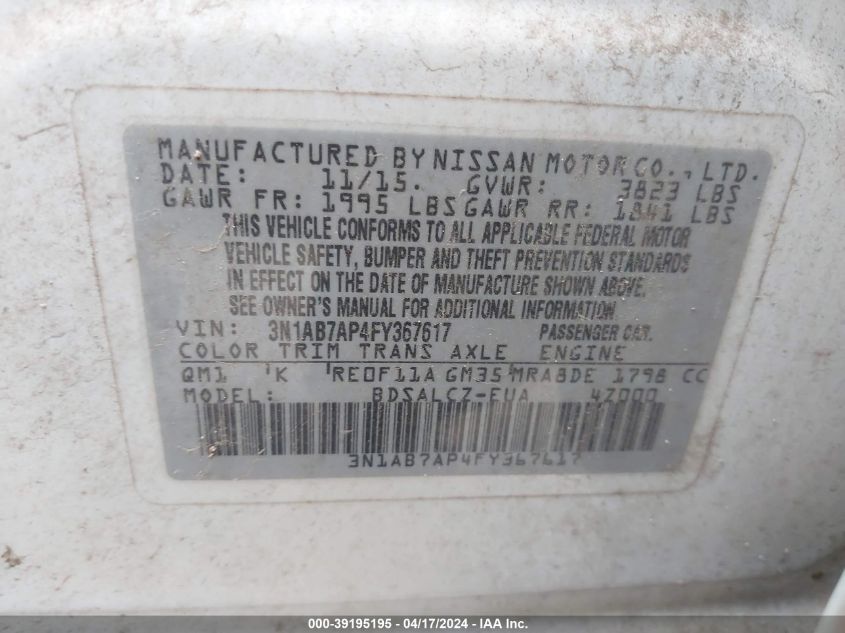 MANUFACTURED BY NISSAN MOTOR CO., LTD.
DATE: 11/15. GVWR: 3823 LBS
GAWR FR: 1995 LBS GAWR RR: 1841 LBS
THIS VEHICLE CONFORMS TO ALL APPLICABLE FEDERAL MOTOR
VEHICLE SAFETY, BUMPER AND THEFT PREVENTION STANDARDS
IN EFFECT ON THE DATE OF MANUFACTURE SHOWN ABOVE.
SEE OWNER'S MANUAL FOR ADDITIONAL INFORMATION.
VIN: 3N1AB7AP4FY367617 PASSENGER CAR.
COLOR TRIM TRANS AXLE ENGINE
QM1 K RE0F11A GM35 MRA8DE 1798 CC
MODEL: BDSALCZ-EUA 4Z000
3N1AB7AP4FY367617
000-39195195 - 04/17/2024 - IAA Inc.